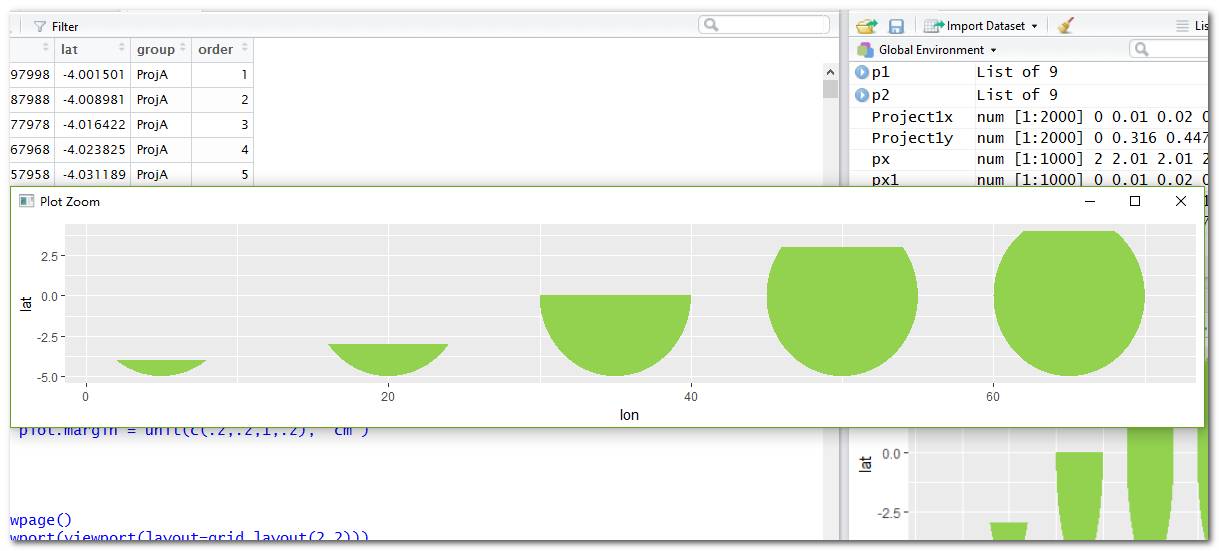 Filter
lat group order
97998 -4.001501 ProjA 1
87988 -4.008981 ProjA 2
77978 -4.016422 ProjA 3
67968 -4.023825 ProjA 4
57958 -4.031189 ProjA 5
Import Dataset
Global Environment
p1 List of 9
p2 List of 9
Project1x num [1:2000] 0 0.01 0.02
Project1y num [1:2000] 0 0.316 0.447
px num [1:1000] 2 2.01 2.01
px1 num [1:1000] 0 0.01 0.02
Plot Zoom
lat
2.5
0.0
-2.5
-5.0
0 20 40 60
lon
plot.margin = unit(c(.2,.2,1,.2), "cm")
wpage()
wport(viewport(layout=grid.layout(2,2)))
lat
0.0
-2.5